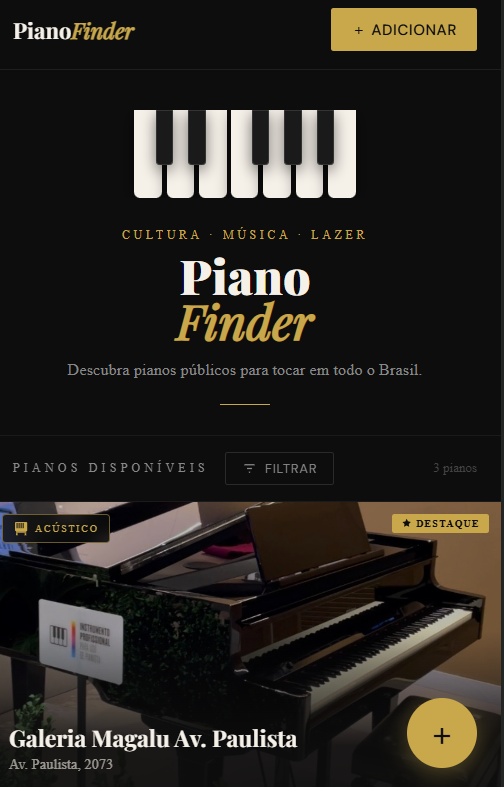 PianoFinder
+ ADICIONAR
CULTURA · MÚSICA · LAZER
Piano
Finder
Descubra pianos públicos para tocar em todo o Brasil.
PIANOS DISPONÍVEIS
FILTRAR
3 pianos
ACÚSTICO
★ DESTAQUE
INSTRUMENTO
PROFISSIONAL
Galeria Magalu Av. Paulista
Av. Paulista, 2073
+